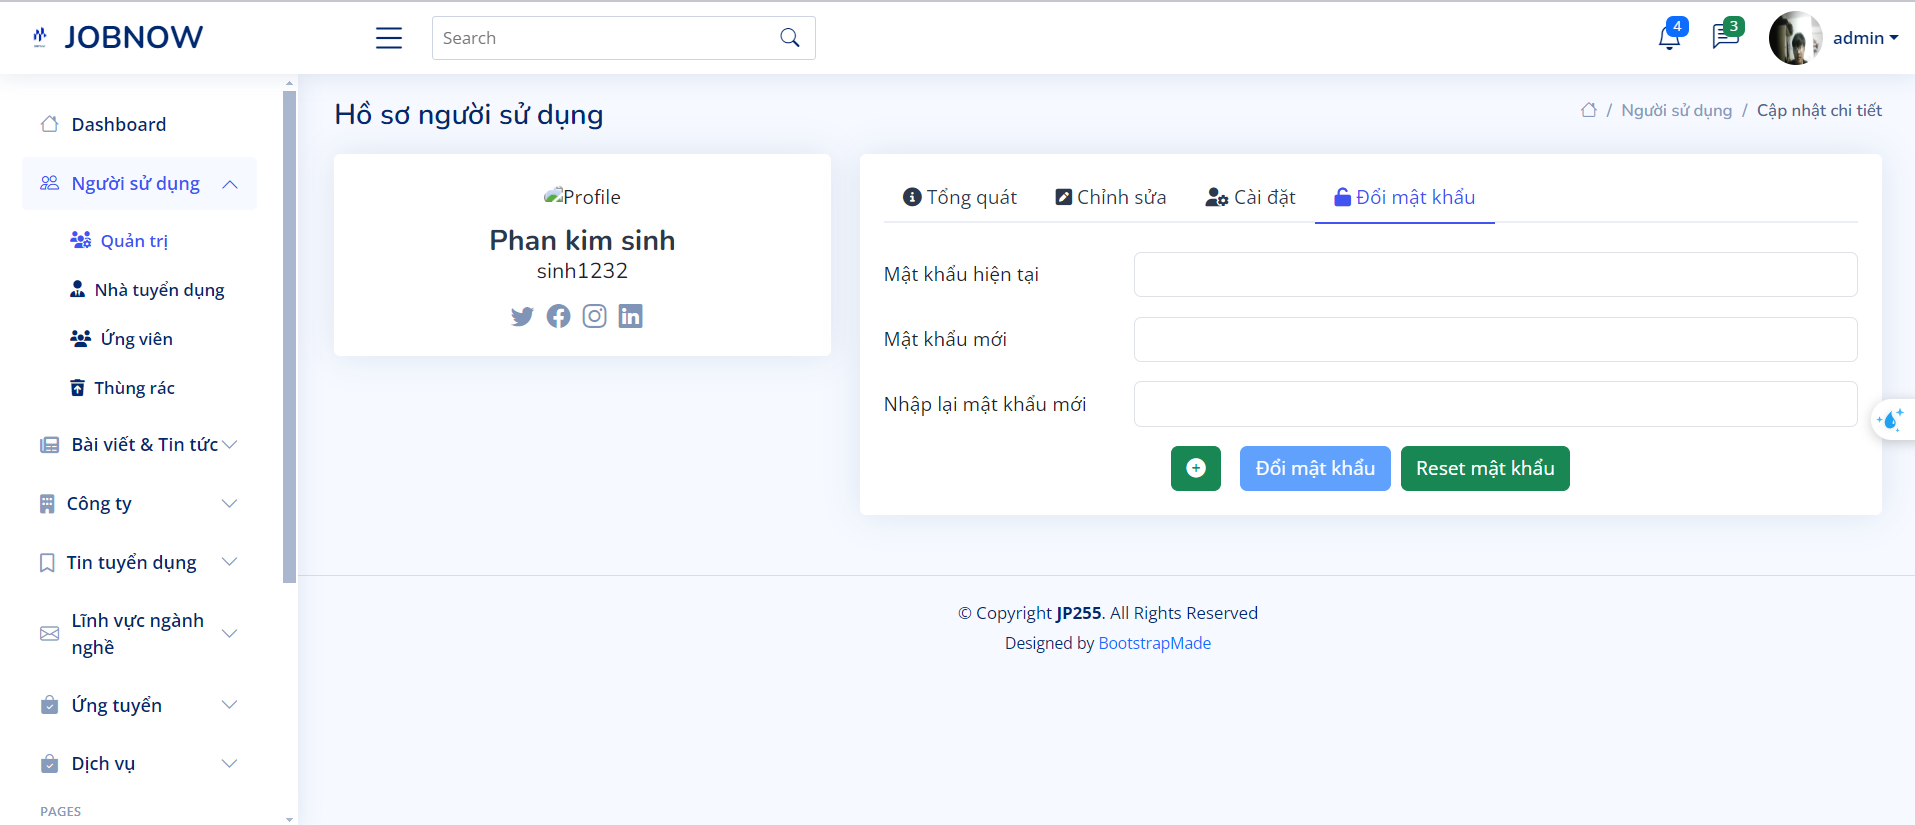 JOBNOW
Search
4
3
admin
Dashboard
Người sử dụng
Quản trị
Nhà tuyển dụng
Ứng viên
Thùng rác
Bài viết & Tin tức
Công ty
Tin tuyển dụng
Lĩnh vực ngành
nghề
Ứng tuyển
Dịch vụ
PAGES
Hồ sơ người sử dụng
/ Người sử dụng / Cập nhật chi tiết
Profile
Phan kim sinh
sinh1232
Tổng quát
Chỉnh sửa
Cài đặt
Đổi mật khẩu
Mật khẩu hiện tại
Mật khẩu mới
Nhập lại mật khẩu mới
Đổi mật khẩu
Reset mật khẩu
© Copyright JP255. All Rights Reserved
Designed by BootstrapMade